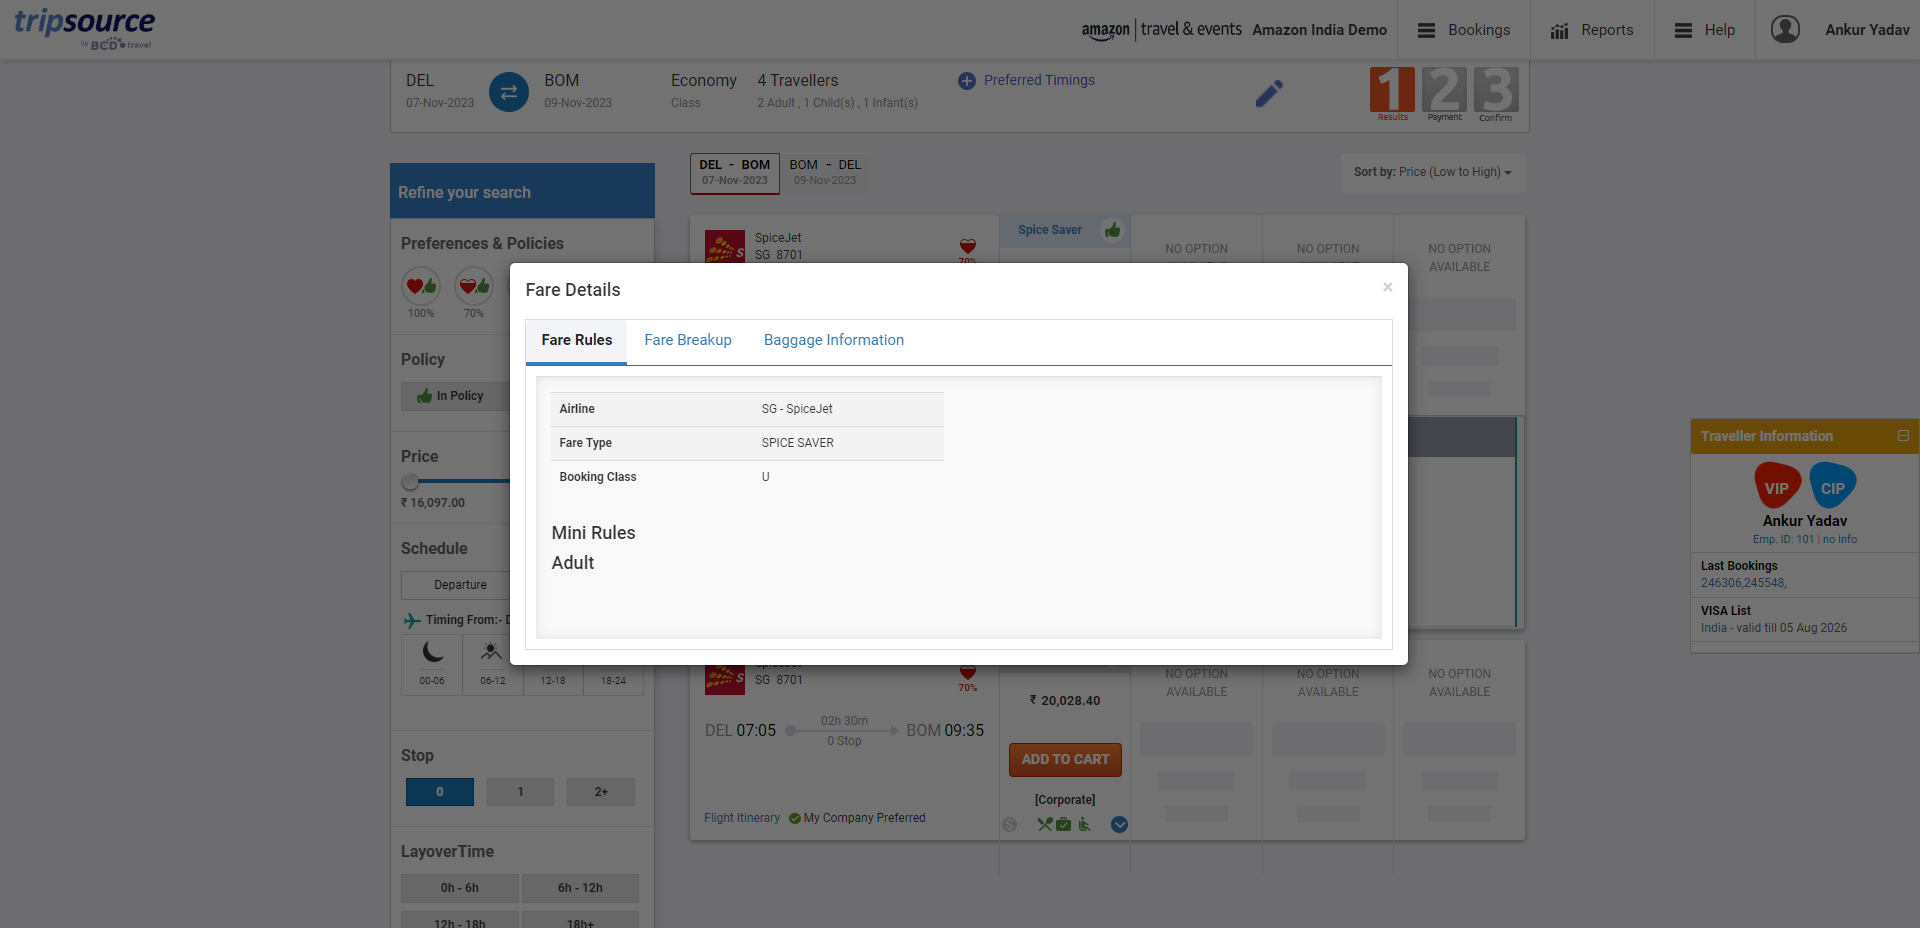 tripsource
by BCD travel
amazon | travel & events Amazon India Demo
Bookings
Reports
Help
Ankur Yadav
DEL
07-Nov-2023
BOM
09-Nov-2023
Economy
Class
4 Travellers
2 Adult , 1 Child(s) , 1 Infant(s)
Preferred Timings
1 2 3
Results Payment Confirm
Refine your search
Preferences & Policies
100% 70%
Policy
In Policy
Price
₹ 16,097.00
Schedule
Departure
Timing From:- D
00-06 06-12 12-18 18-24
Stop
0 1 2+
LayoverTime
0h - 6h 6h - 12h
12h - 18h 18h+
DEL - BOM
07-Nov-2023
BOM - DEL
09-Nov-2023
Sort by: Price (Low to High)
SpiceJet
SG 8701
70%
Spice Saver
NO OPTION AVAILABLE
NO OPTION AVAILABLE
NO OPTION AVAILABLE
Fare Details
×
Fare Rules Fare Breakup Baggage Information
Airline SG - SpiceJet
Fare Type SPICE SAVER
Booking Class U
Mini Rules
Adult
SpiceJet
SG 8701
70%
DEL 07:05
02h 30m
0 Stop
BOM 09:35
Flight Itinerary My Company Preferred
₹ 20,028.40
ADD TO CART
[Corporate]
NO OPTION AVAILABLE
NO OPTION AVAILABLE
NO OPTION AVAILABLE
Traveller Information
VIP CIP
Ankur Yadav
Emp. ID: 101 | no Info
Last Bookings
246306,245548,
VISA List
India - valid till 05 Aug 2026